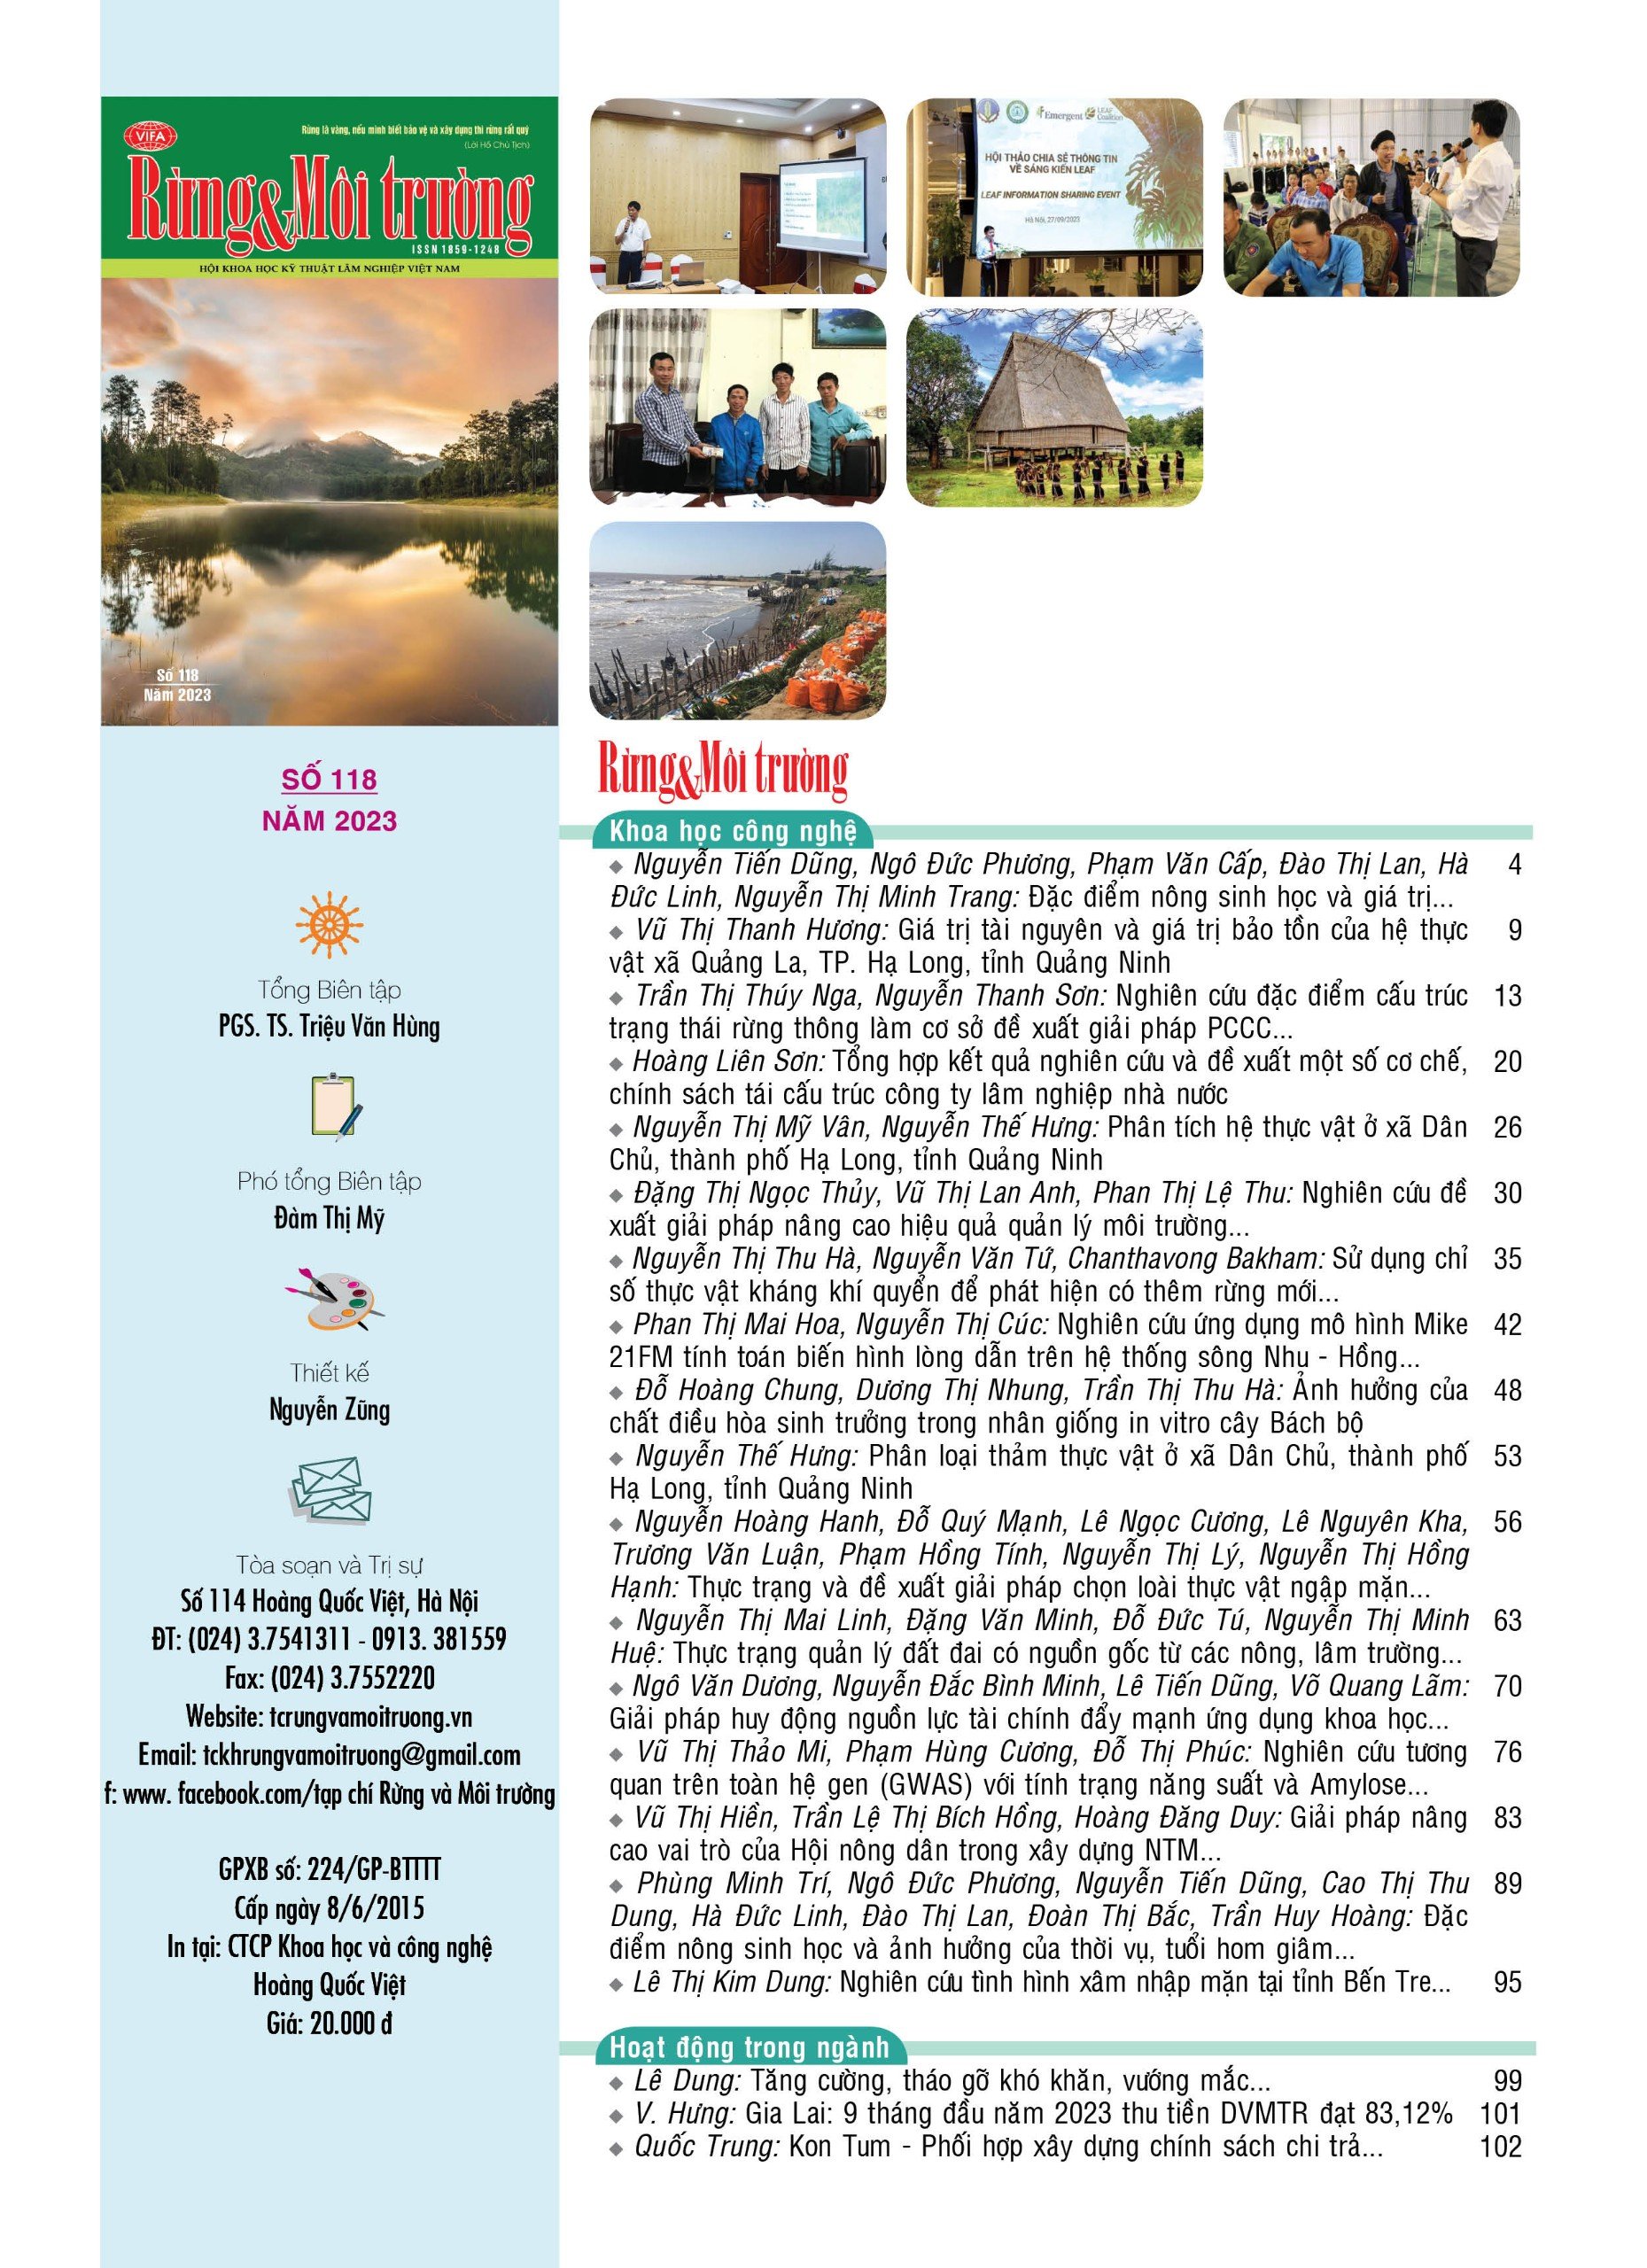 VIFA
Rừng là vàng, nếu mình biết bảo vệ và xây dựng thì rừng rất quý
(Lời Hồ Chủ Tịch)
Rừng&Môi trường
ISSN 1859-1248
HỘI KHOA HỌC KỸ THUẬT LÂM NGHIỆP VIỆT NAM
Số 118
Năm 2023
SỐ 118
NĂM 2023
Tổng Biên tập
PGS. TS. Triệu Văn Hùng
Phó tổng Biên tập
Đàm Thị Mỹ
Thiết kế
Nguyễn Zũng
Tòa soạn và Trị sự
Số 114 Hoàng Quốc Việt, Hà Nội
ĐT: (024) 3.7541311 - 0913. 381559
Fax: (024) 3.7552220
Website: tcrungvamoitruong.vn
Email: tckhrungvamoitruong@gmail.com
f: www. facebook.com/tạp chí Rừng và Môi trường
GPXB số: 224/GP-BTTTT
Cấp ngày 8/6/2015
In tại: CTCP Khoa học và công nghệ
Hoàng Quốc Việt
Giá: 20.000 đ
Emergent LEAF
Coalition
HỘI THẢO CHIA SẺ THÔNG TIN
VỀ SÁNG KIẾN LEAF
LEAF INFORMATION SHARING EVENT
Hà Nội, 27/09/2023
Rừng&Môi trường
Khoa học công nghệ
◆ Nguyễn Tiến Dũng, Ngô Đức Phương, Phạm Văn Cấp, Đào Thị Lan, Hà 4
Đức Linh, Nguyễn Thị Minh Trang: Đặc điểm nông sinh học và giá trị...
◆ Vũ Thị Thanh Hương: Giá trị tài nguyên và giá trị bảo tồn của hệ thực 9
vật xã Quảng La, TP. Hạ Long, tỉnh Quảng Ninh
◆ Trần Thị Thúy Nga, Nguyễn Thanh Sơn: Nghiên cứu đặc điểm cấu trúc 13
trạng thái rừng thông làm cơ sở đề xuất giải pháp PCCC...
◆ Hoàng Liên Sơn: Tổng hợp kết quả nghiên cứu và đề xuất một số cơ chế, 20
chính sách tái cấu trúc công ty lâm nghiệp nhà nước
◆ Nguyễn Thị Mỹ Vân, Nguyễn Thế Hưng: Phân tích hệ thực vật ở xã Dân 26
Chủ, thành phố Hạ Long, tỉnh Quảng Ninh
◆ Đặng Thị Ngọc Thủy, Vũ Thị Lan Anh, Phan Thị Lệ Thu: Nghiên cứu đề 30
xuất giải pháp nâng cao hiệu quả quản lý môi trường...
◆ Nguyễn Thị Thu Hà, Nguyễn Văn Tứ, Chanthavong Bakham: Sử dụng chỉ 35
số thực vật kháng khí quyển để phát hiện có thêm rừng mới...
◆ Phan Thị Mai Hoa, Nguyễn Thị Cúc: Nghiên cứu ứng dụng mô hình Mike 42
21FM tính toán biến hình lòng dẫn trên hệ thống sông Nhu - Hồng...
◆ Đỗ Hoàng Chung, Dương Thị Nhung, Trần Thị Thu Hà: Ảnh hưởng của 48
chất điều hòa sinh trưởng trong nhân giống in vitro cây Bách bộ
◆ Nguyễn Thế Hưng: Phân loại thảm thực vật ở xã Dân Chủ, thành phố 53
Hạ Long, tỉnh Quảng Ninh
◆ Nguyễn Hoàng Hanh, Đỗ Quý Mạnh, Lê Ngọc Cương, Lê Nguyên Kha, 56
Trương Văn Luận, Phạm Hồng Tính, Nguyễn Thị Lý, Nguyễn Thị Hồng
Hạnh: Thực trạng và đề xuất giải pháp chọn loài thực vật ngập mặn...
◆ Nguyễn Thị Mai Linh, Đặng Văn Minh, Đỗ Đức Tú, Nguyễn Thị Minh 63
Huệ: Thực trạng quản lý đất đai có nguồn gốc từ các nông, lâm trường...
◆ Ngô Văn Dương, Nguyễn Đắc Bình Minh, Lê Tiến Dũng, Võ Quang Lãm: 70
Giải pháp huy động nguồn lực tài chính đẩy mạnh ứng dụng khoa học...
◆ Vũ Thị Thảo Mi, Phạm Hùng Cương, Đỗ Thị Phúc: Nghiên cứu tương 76
quan trên toàn hệ gen (GWAS) với tính trạng năng suất và Amylose...
◆ Vũ Thị Hiền, Trần Lệ Thị Bích Hồng, Hoàng Đăng Duy: Giải pháp nâng 83
cao vai trò của Hội nông dân trong xây dựng NTM...
◆ Phùng Minh Trí, Ngô Đức Phương, Nguyễn Tiến Dũng, Cao Thị Thu 89
Dung, Hà Đức Linh, Đào Thị Lan, Đoàn Thị Bắc, Trần Huy Hoàng: Đặc
điểm nông sinh học và ảnh hưởng của thời vụ, tuổi hom giâm...
◆ Lê Thị Kim Dung: Nghiên cứu tình hình xâm nhập mặn tại tỉnh Bến Tre... 95
Hoạt động trong ngành
◆ Lê Dung: Tăng cường, tháo gỡ khó khăn, vướng mắc... 99
◆ V. Hưng: Gia Lai: 9 tháng đầu năm 2023 thu tiền DVMTR đạt 83,12% 101
◆ Quốc Trung: Kon Tum - Phối hợp xây dựng chính sách chi trả... 102